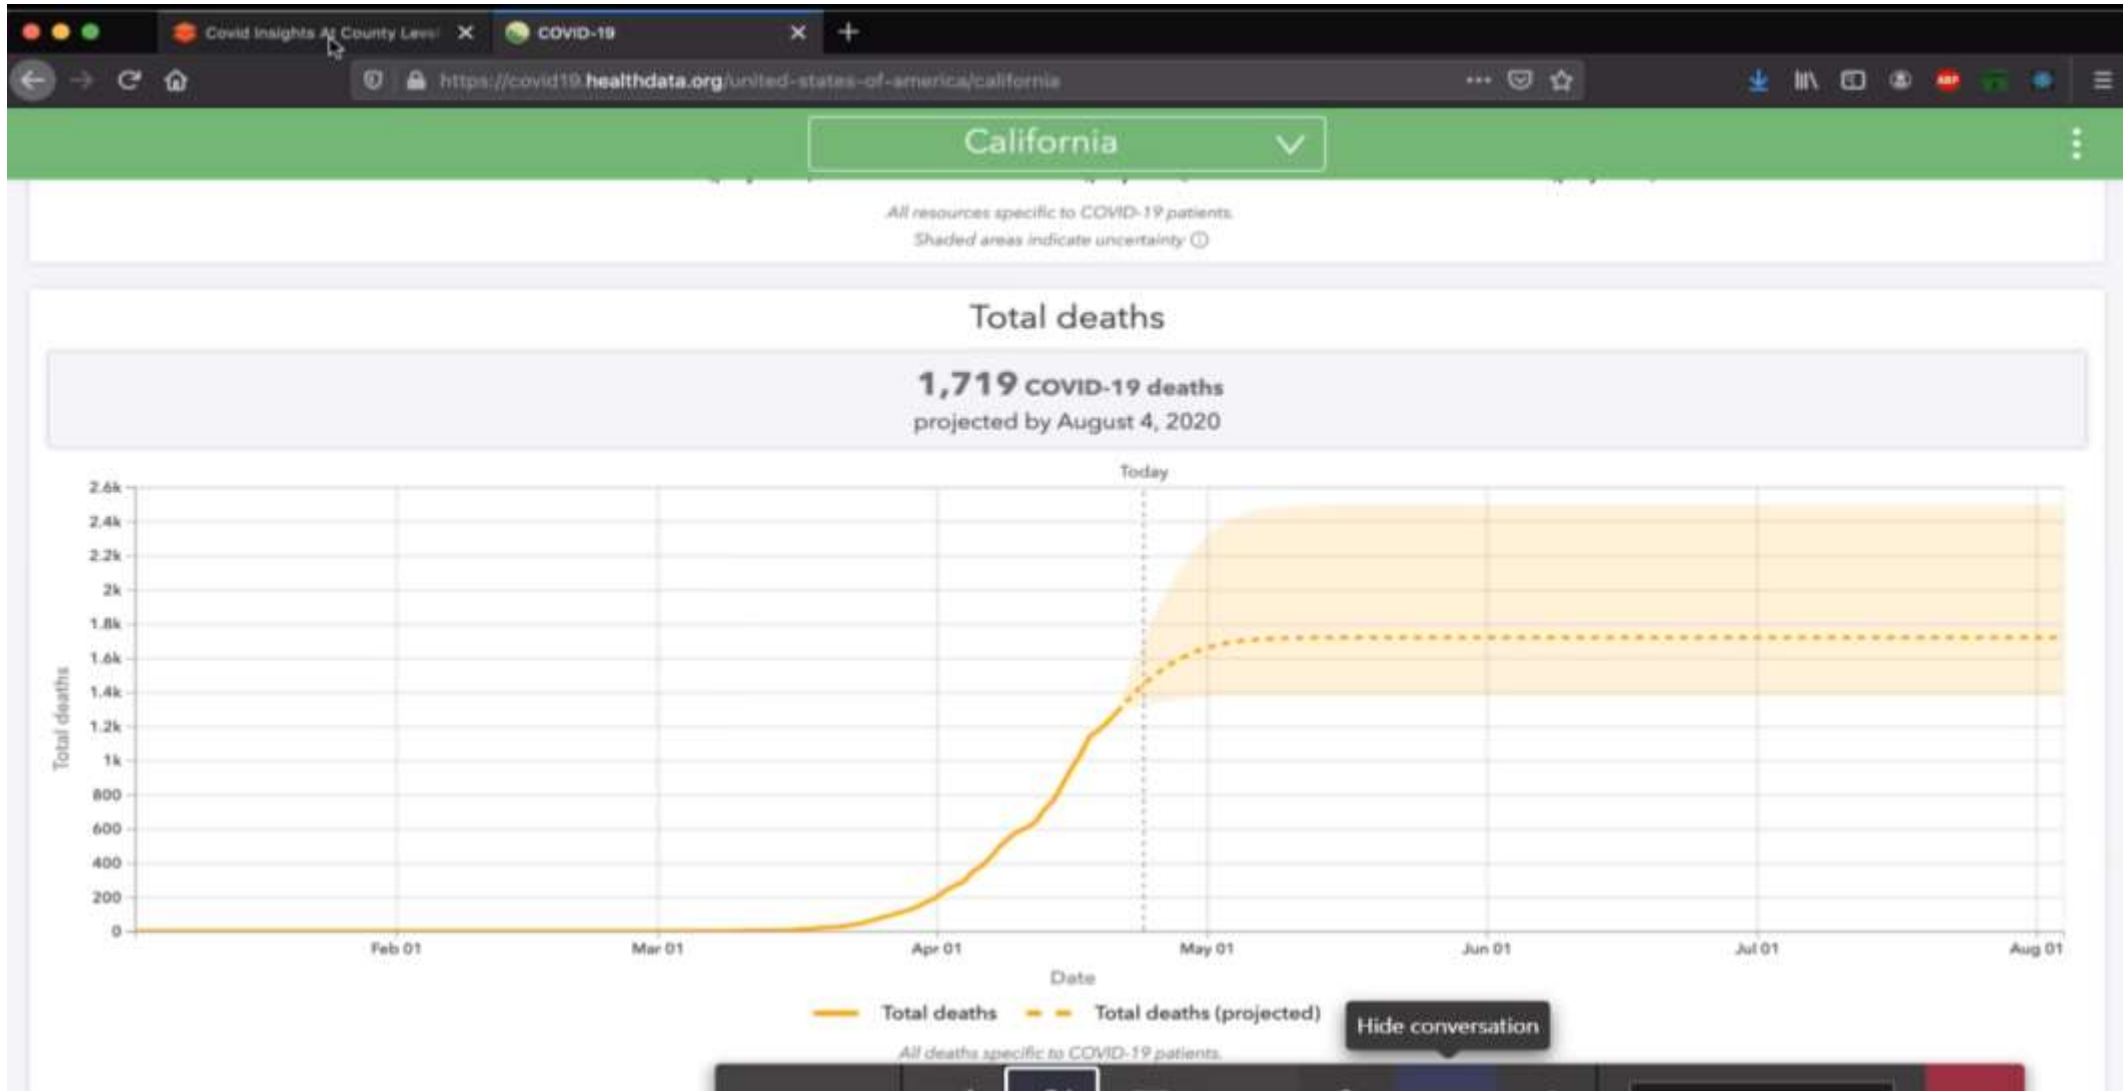 Covid Insights At County Level
COVID-19
https://covid19.healthdata.org/united-states-of-america/california
ABP
California
All resources specific to COVID-19 patients.
Shaded areas indicate uncertainty
Total deaths
1,719 COVID-19 deaths
projected by August 4, 2020
Today
2.6k
2.4k
2.2k
2k
1.8k
1.6k
1.4k
1.2k
1k
800
600
400
200
0
Total deaths
Feb 01 Mar 01 Apr 01 May 01 Jun 01 Jul 01 Aug 01
Date
Total deaths Total deaths (projected)
Hide conversation
All deaths specific to COVID-19 patients.